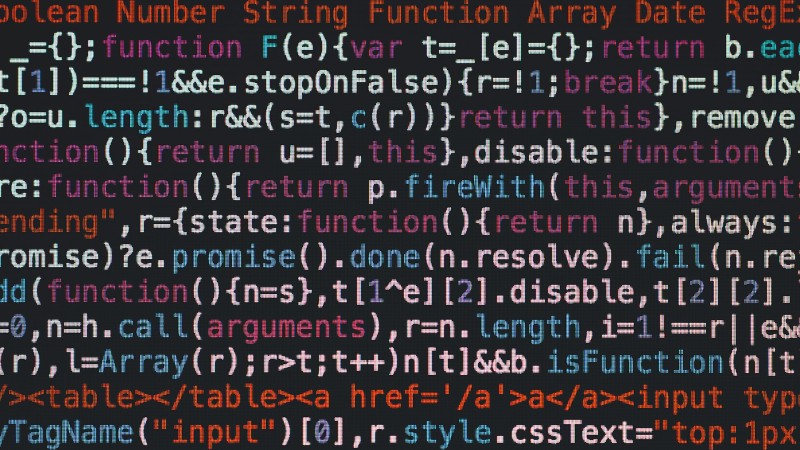 oolean Number String Function Array Date RegE
_={};function F(e){var t=_[e]={};return b.eac
t[1])===!1&&e.stopOnFalse){r=!1;break}n=!1,u&
?o=u.length:r&&(s=t,c(r))}return this},remove
nction(){return u=[],this},disable:function()
re:function(){return p.fireWith(this,arguments
ending",r={state:function(){return n},always:
romise)?e.promise().done(n.resolve).fail(n.re
dd(function(){n=s},t[1^e][2].disable,t[2][2].
=0,n=h.call(arguments),r=n.length,i=1!==r||e&
(r),l=Array(r);r>t;t++)n[t]&&b.isFunction(n[t
/><table></table><a href='/a'>a</a><input type
yTagName("input")[0],r.style.cssText="top:1px